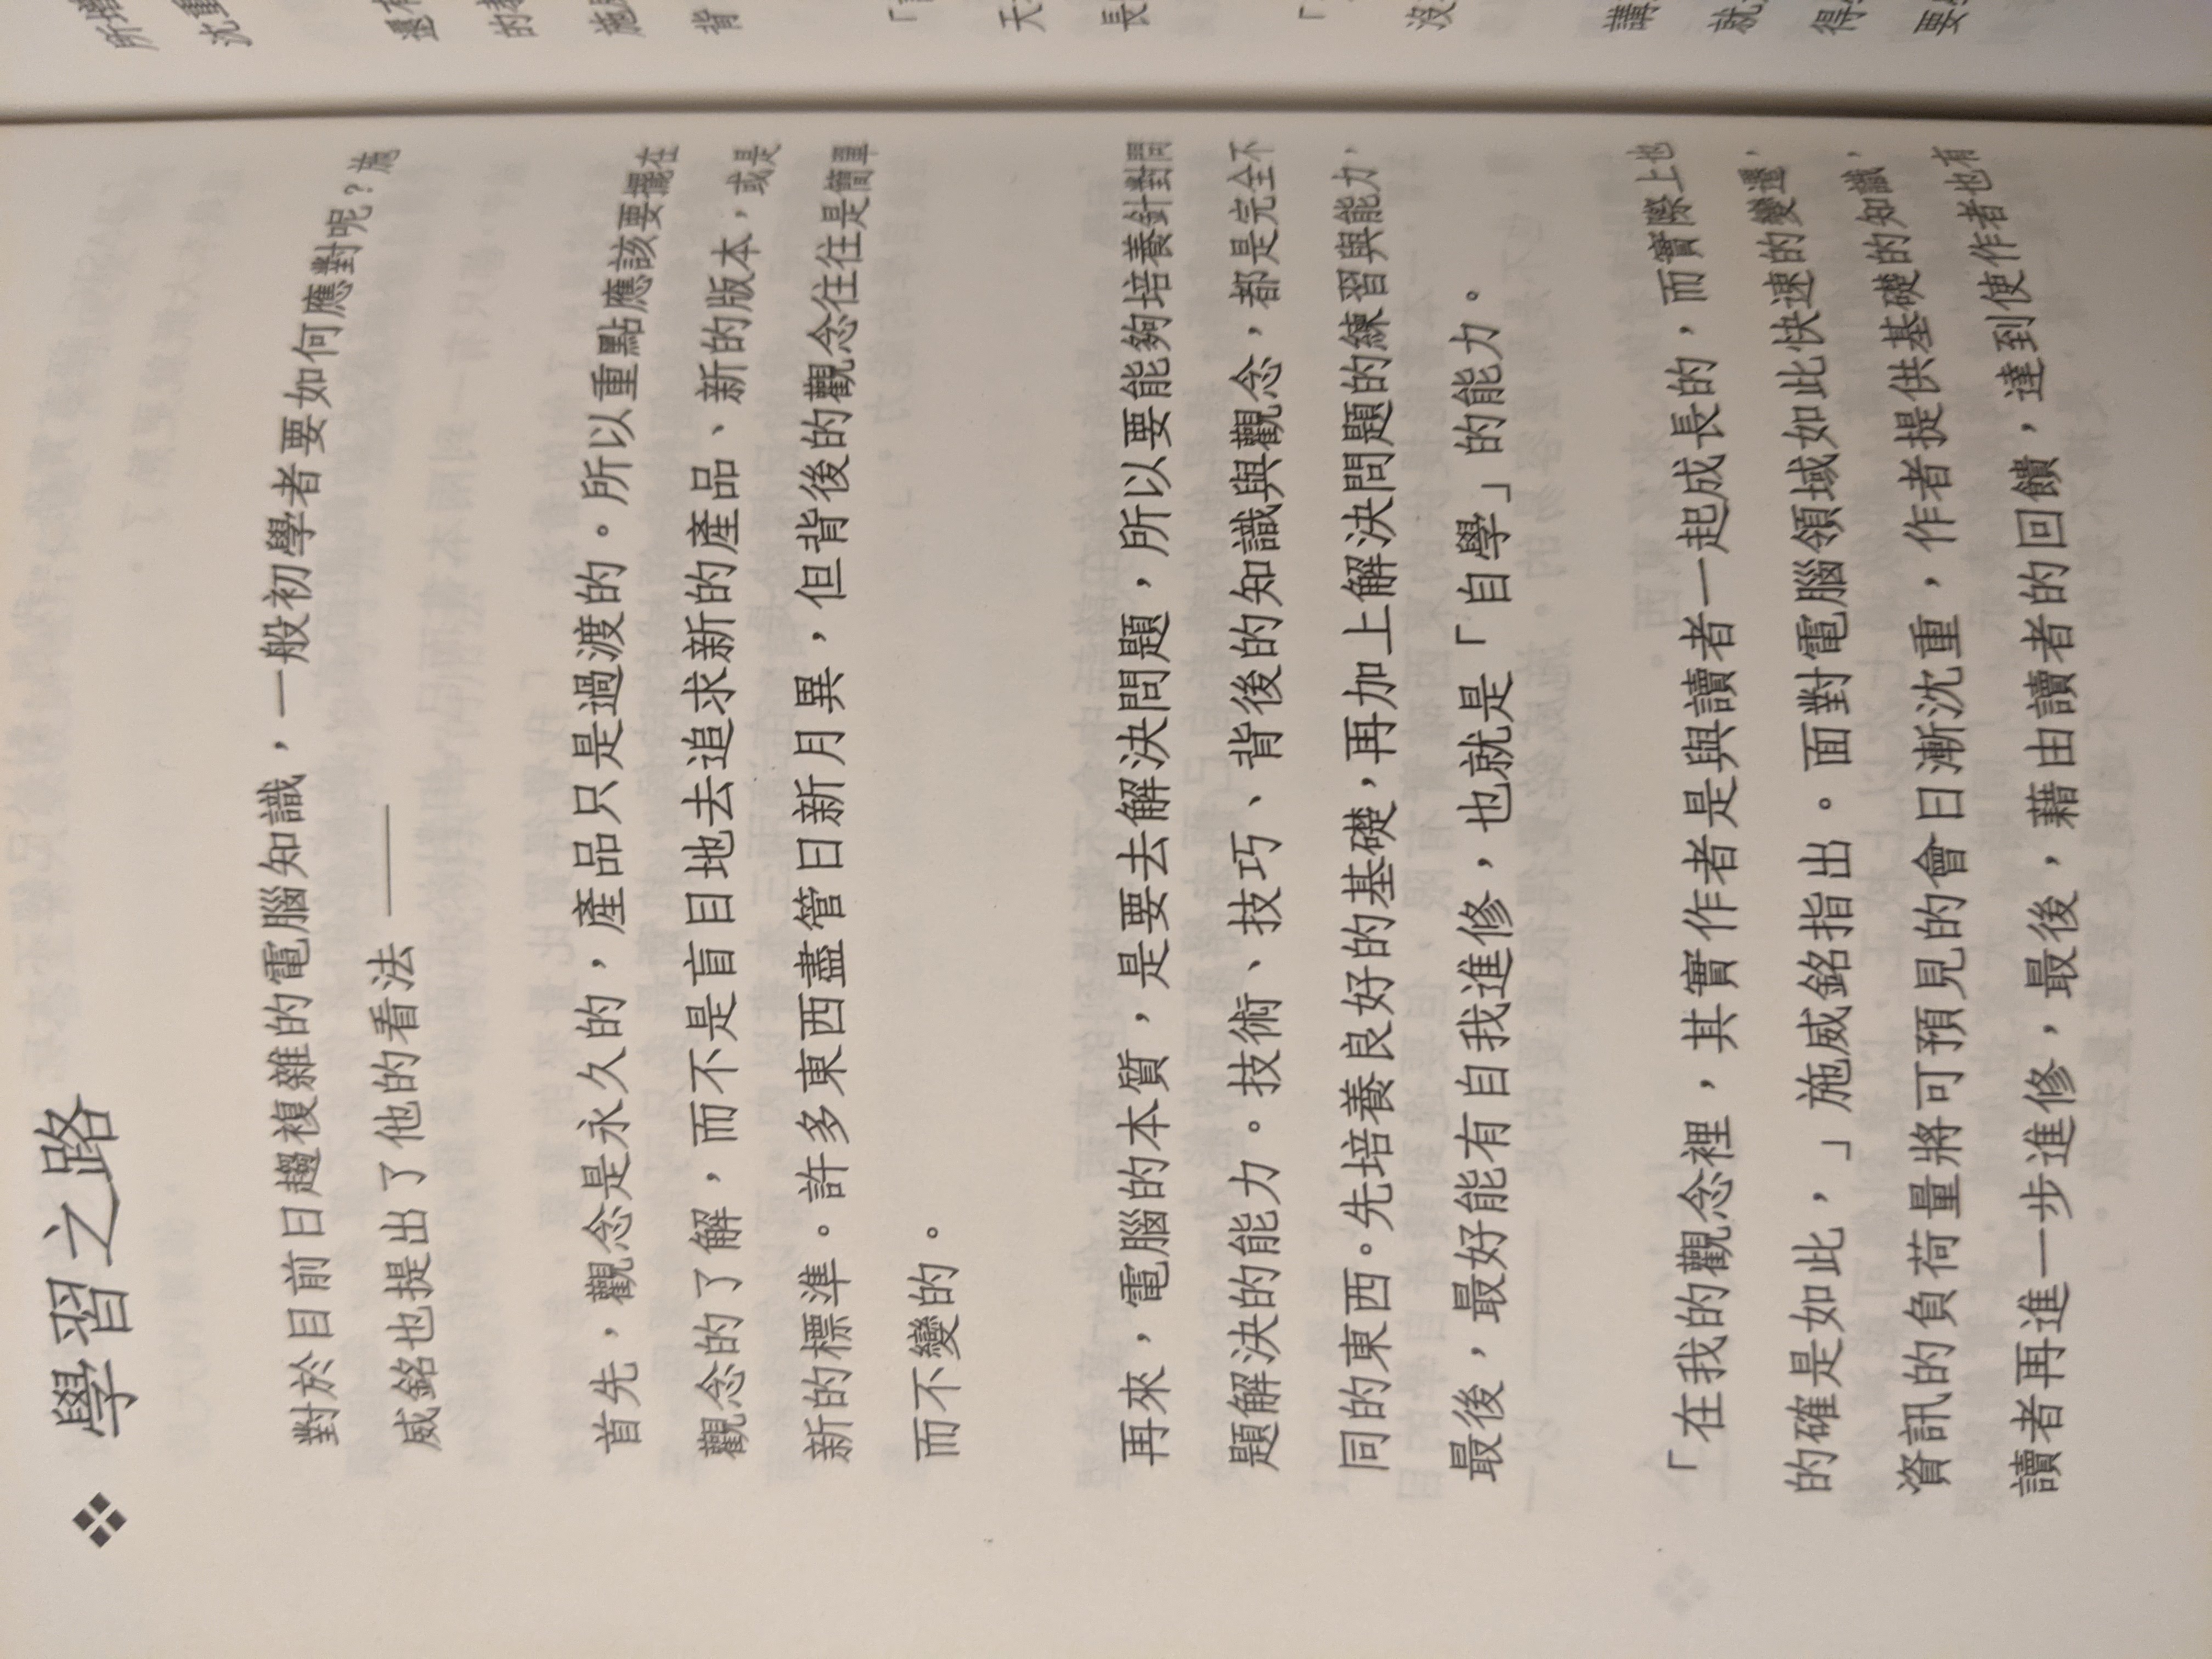 ❖ 學習之路
對於目前日趨複雜的電腦知識，一般初學者要如何應對呢？施
威銘也提出了他的看法 ——
首先，觀念是永久的，產品只是過渡的。所以重點應該要擺在
觀念的了解，而不是盲目地去追求新的產品、新的版本，或是
新的標準。許多東西盡管日新月異，但背後的觀念往往是簡單
而不變的。
再來，電腦的本質，是要去解決問題，所以要能夠培養針對問
題解決的能力。技術、技巧、背後的知識與觀念，都是完全不
同的東西。先培養良好的基礎，再加上解決問題的練習與能力，
最後，最好能有自我進修，也就是「自學」的能力。
「在我的觀念裡，其實作者是與讀者一起成長的，而實際上也
的確是如此，」施威銘指出。面對電腦領域如此快速的變遷，
資訊的負荷量將可預見的會日漸沈重，作者提供基礎的知識，
讀者再進一步進修，最後，藉由讀者的回饋，達到使作者也有
所
沈重
還有
的
施
背
「
天
長
「
沒
講
就
得
要